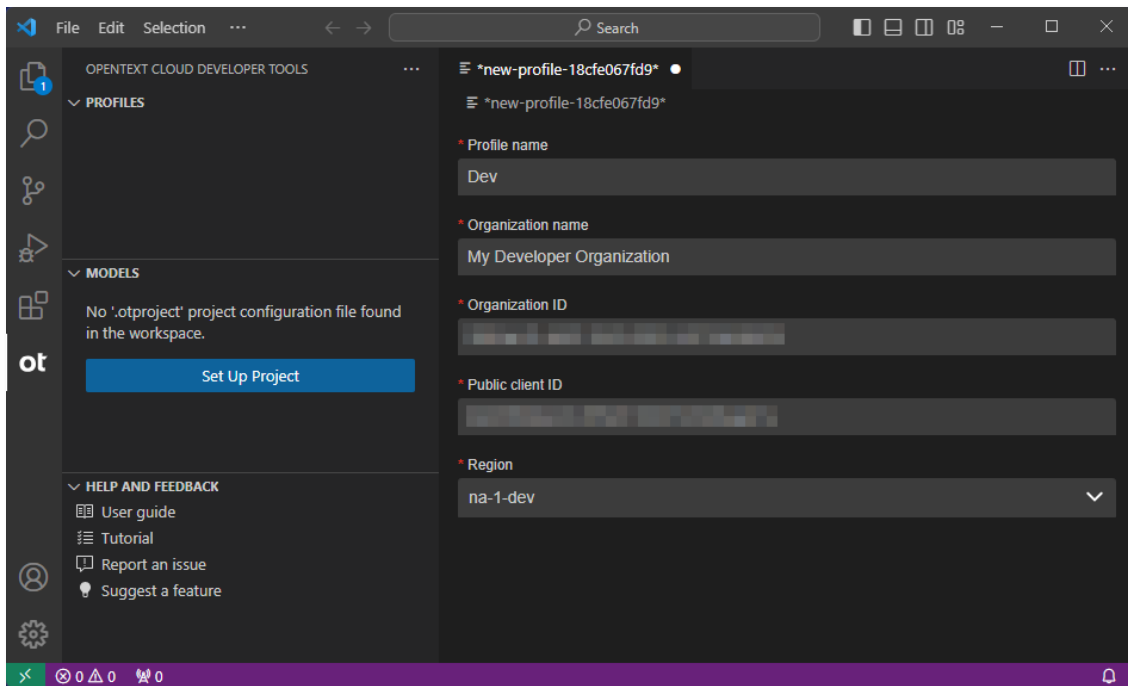 File Edit Selection ··· Search
OPENTEXT CLOUD DEVELOPER TOOLS ···
PROFILES
MODELS
No '.otproject' project configuration file found
in the workspace.
Set Up Project
HELP AND FEEDBACK
User guide
Tutorial
Report an issue
Suggest a feature
1
ot
*new-profile-18cfe067fd9* ● ···
*new-profile-18cfe067fd9*
* Profile name
Dev
* Organization name
My Developer Organization
* Organization ID
* Public client ID
* Region
na-1-dev
0 0 0